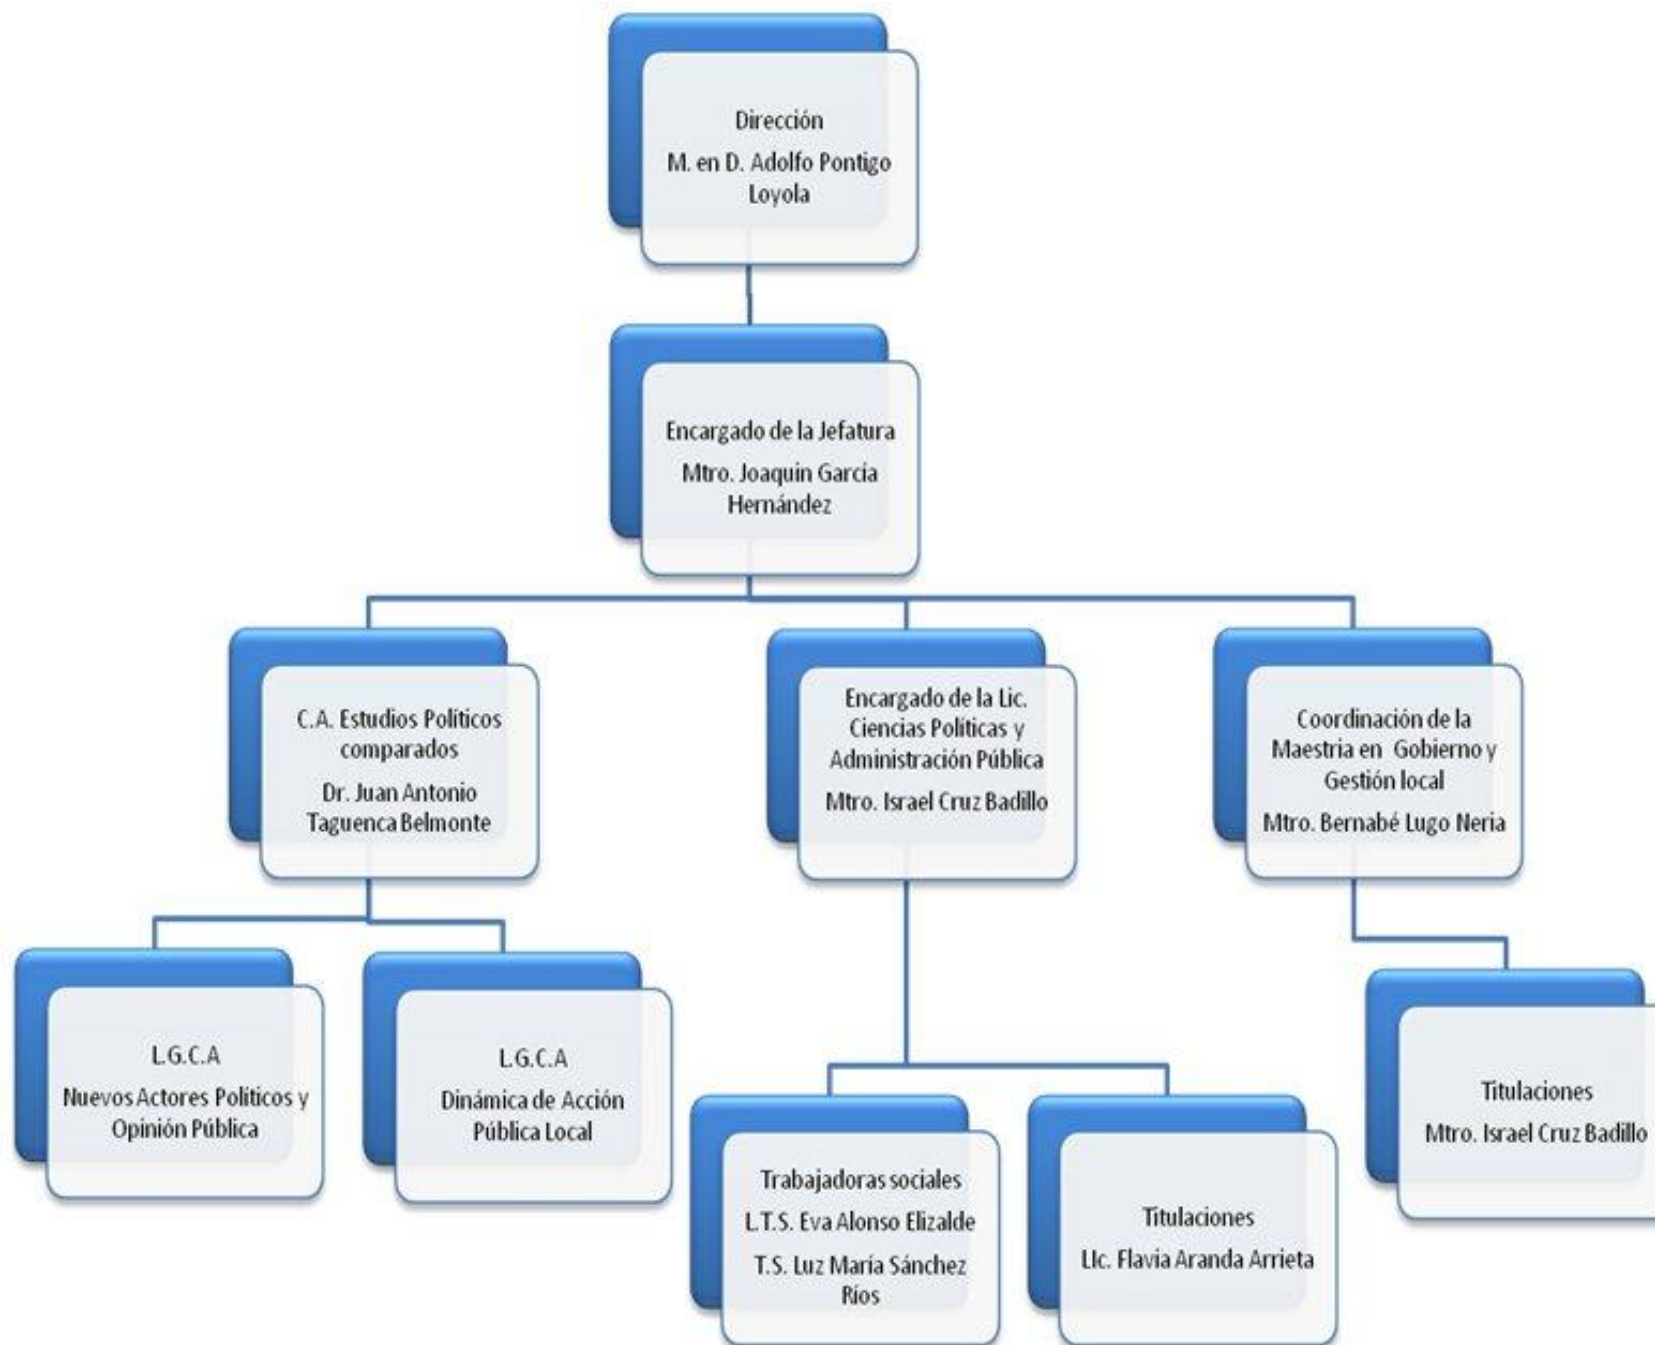 Dirección
M. en D. Adolfo Pontigo
Loyola
Encargado de la Jefatura
Mtro. Joaquin García
Hernández
C.A. Estudios Políticos
comparados
Dr. Juan Antonio
Taguenca Belmonte
Encargado de la Lic.
Ciencias Políticas y
Administración Pública
Mtro. Israel Cruz Badillo
Coordinación de la
Maestria en Gobierno y
Gestión local
Mtro. Bernabé Lugo Neria
L.G.C.A
Nuevos Actores Políticos y
Opinión Pública
L.G.C.A
Dinámica de Acción
Pública Local
Trabajadoras sociales
L.T.S. Eva Alonso Elizalde
T.S. Luz María Sánchez
Ríos
Titulaciones
LIc. Flavia Aranda Arrieta
Titulaciones
Mtro. Israel Cruz Badillo